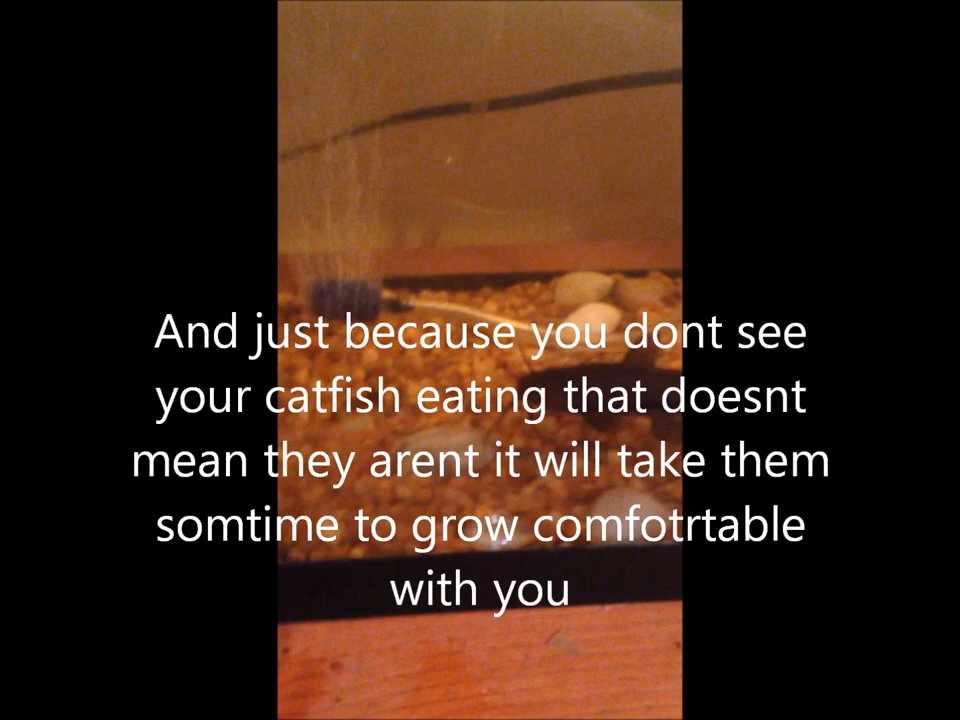 And just because you dont see
your catfish eating that doesnt
mean they arent it will take them
somtime to grow comfotrtable
with you